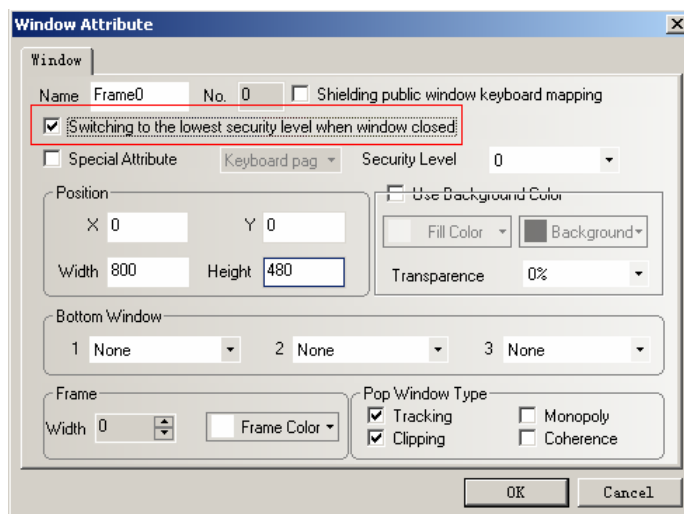 Window Attribute
Window
Name Frame0 No. 0 Shielding public window keyboard mapping
Switching to the lowest security level when window closed
Special Attribute Keyboard pag Security Level 0
Position Use Background Color
X 0 Y 0 Fill Color Background
Width 800 Height 480 Transparence 0%
Bottom Window
1 None 2 None 3 None
Frame Pop Window Type
Width 0 Frame Color Tracking Monopoly
Clipping Coherence
OK Cancel